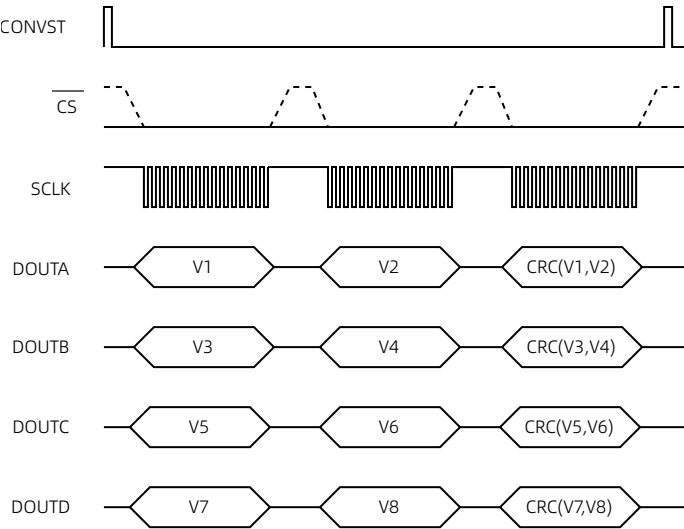 CONVST
CS
SCLK
DOUTA V1 V2 CRC(V1,V2)
DOUTB V3 V4 CRC(V3,V4)
DOUTC V5 V6 CRC(V5,V6)
DOUTD V7 V8 CRC(V7,V8)